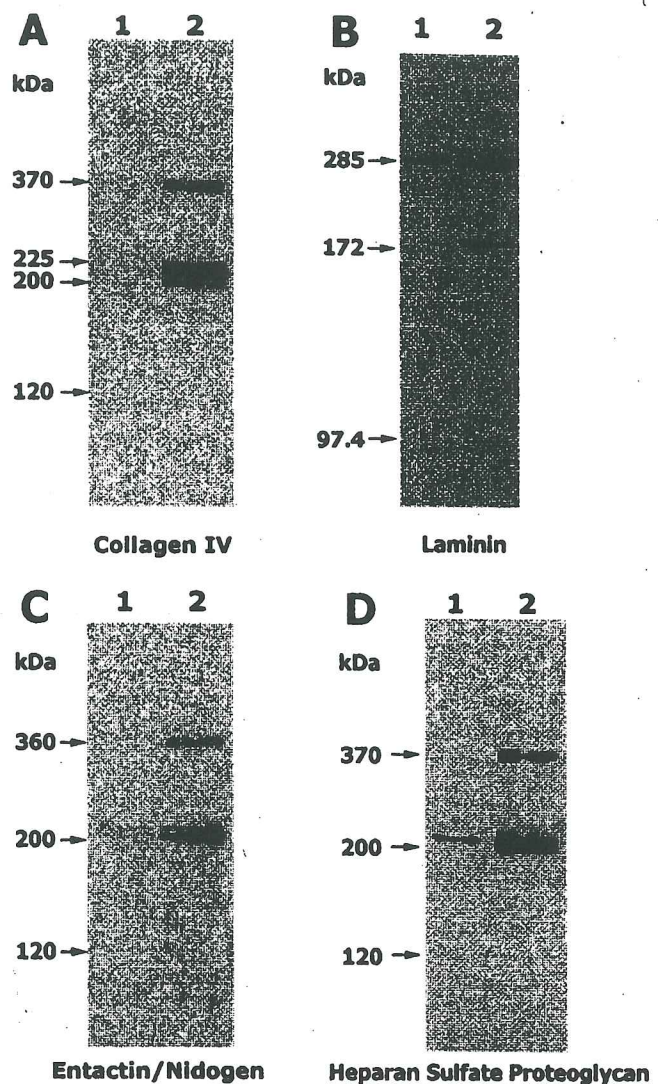 A
1 2
kDa
370
225
200
120
Collagen IV
B
1 2
kDa
285
172
97.4
Laminin
C
1 2
kDa
360
200
120
Entactin/Nidogen
D
1 2
kDa
370
200
120
Heparan Sulfate Proteoglycan